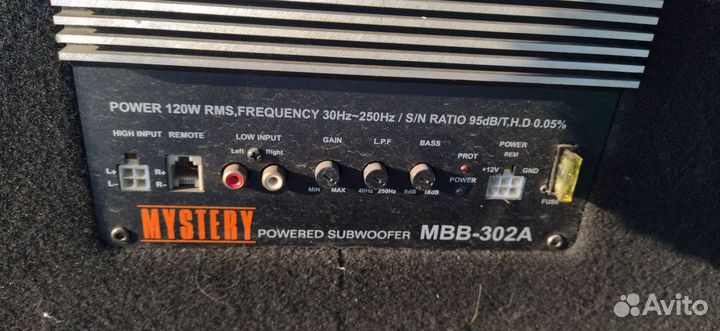 POWER 120W RMS,FREQUENCY 30Hz~250Hz / S/N RATIO 95dB/T.H.D 0.05%
HIGH INPUT REMOTE LOW INPUT GAIN L.P.F BASS POWER
Left Right PROT REM
L+ R+ +12V GND
L- R- POWER
MIN MAX 40Hz 250Hz 0dB 18dB FUSE
MYSTERY POWERED SUBWOOFER MBB-302A
Avito